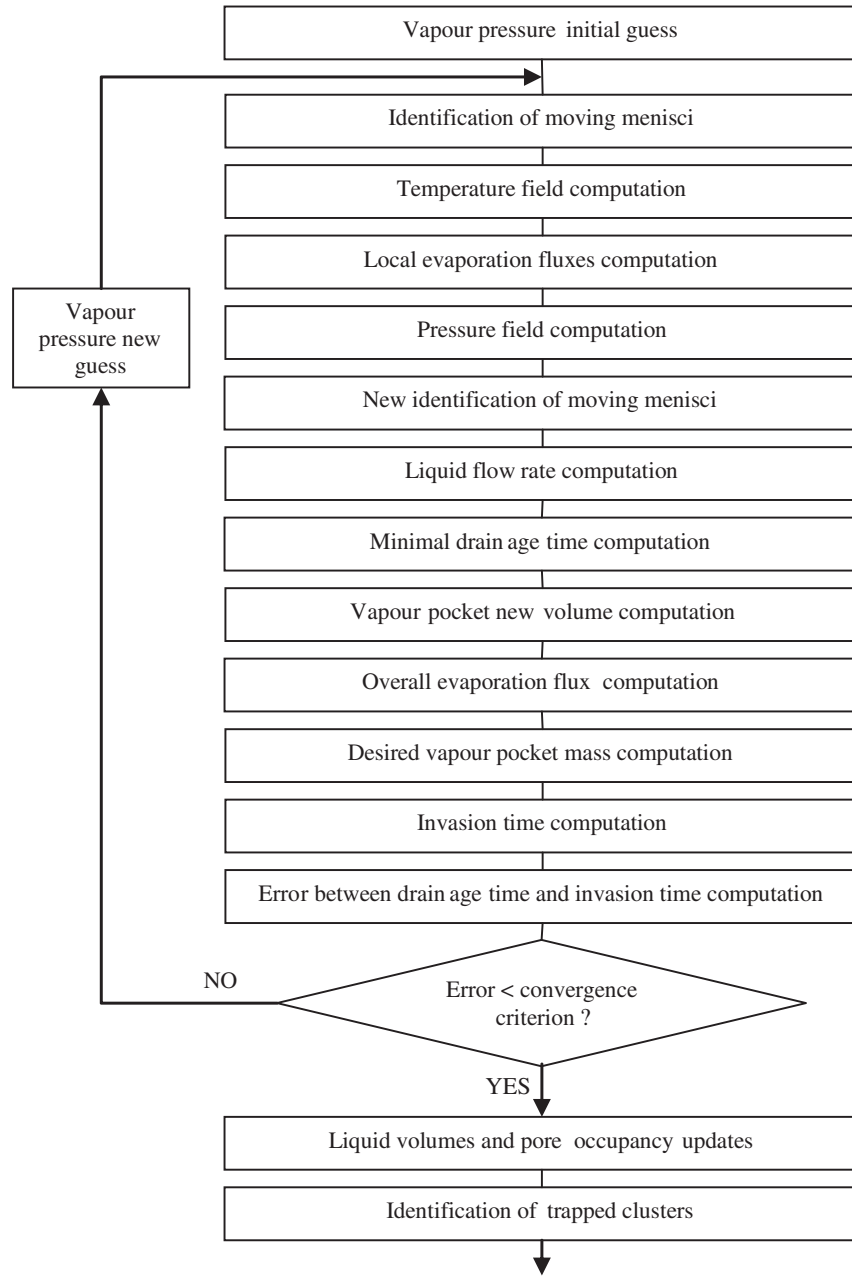 Vapour pressure initial guess
Identification of moving menisci
Temperature field computation
Local evaporation fluxes computation
Vapour
pressure new
guess
Pressure field computation
New identification of moving menisci
Liquid flow rate computation
Minimal drain age time computation
Vapour pocket new volume computation
Overall evaporation flux computation
Desired vapour pocket mass computation
Invasion time computation
Error between drain age time and invasion time computation
NO
Error < convergence
criterion ?
YES
Liquid volumes and pore occupancy updates
Identification of trapped clusters